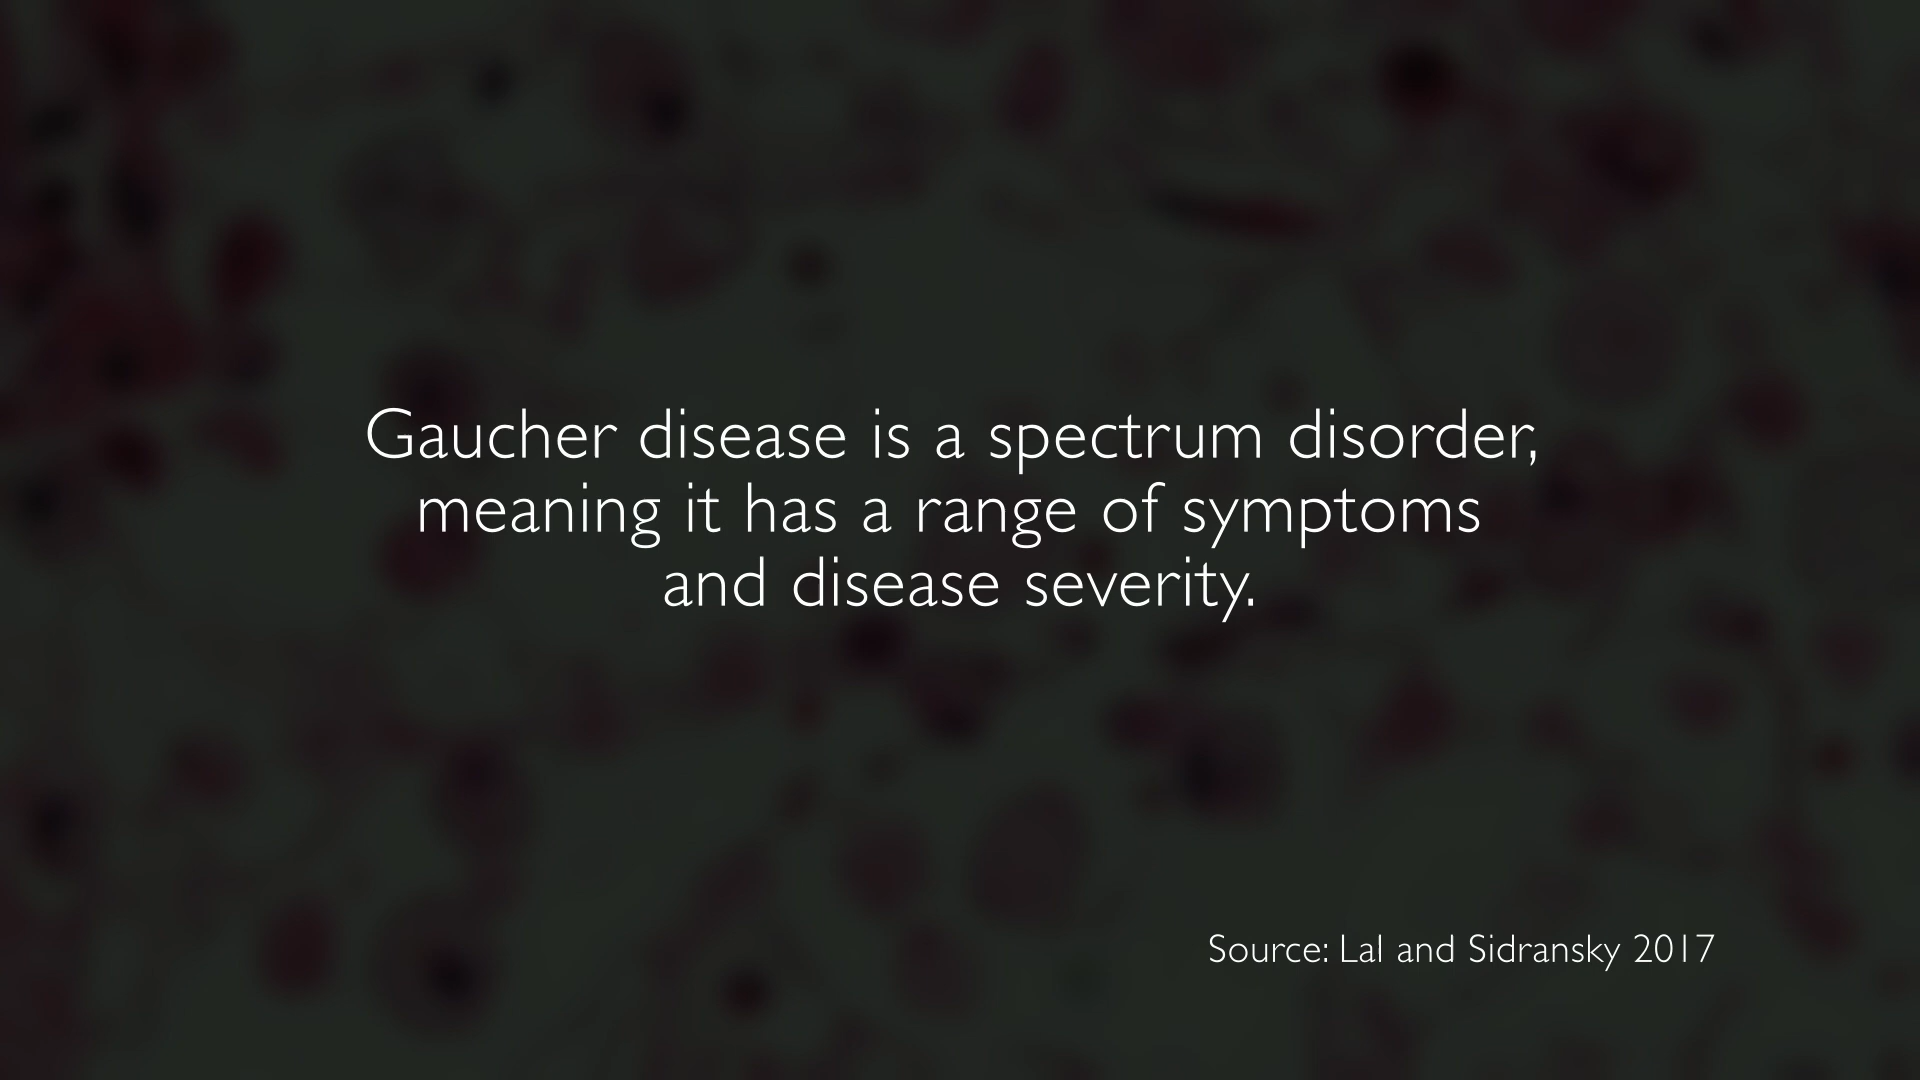 Gaucher disease is a spectrum disorder,
meaning it has a range of symptoms
and disease severity.
Source: Lal and Sidransky 2017